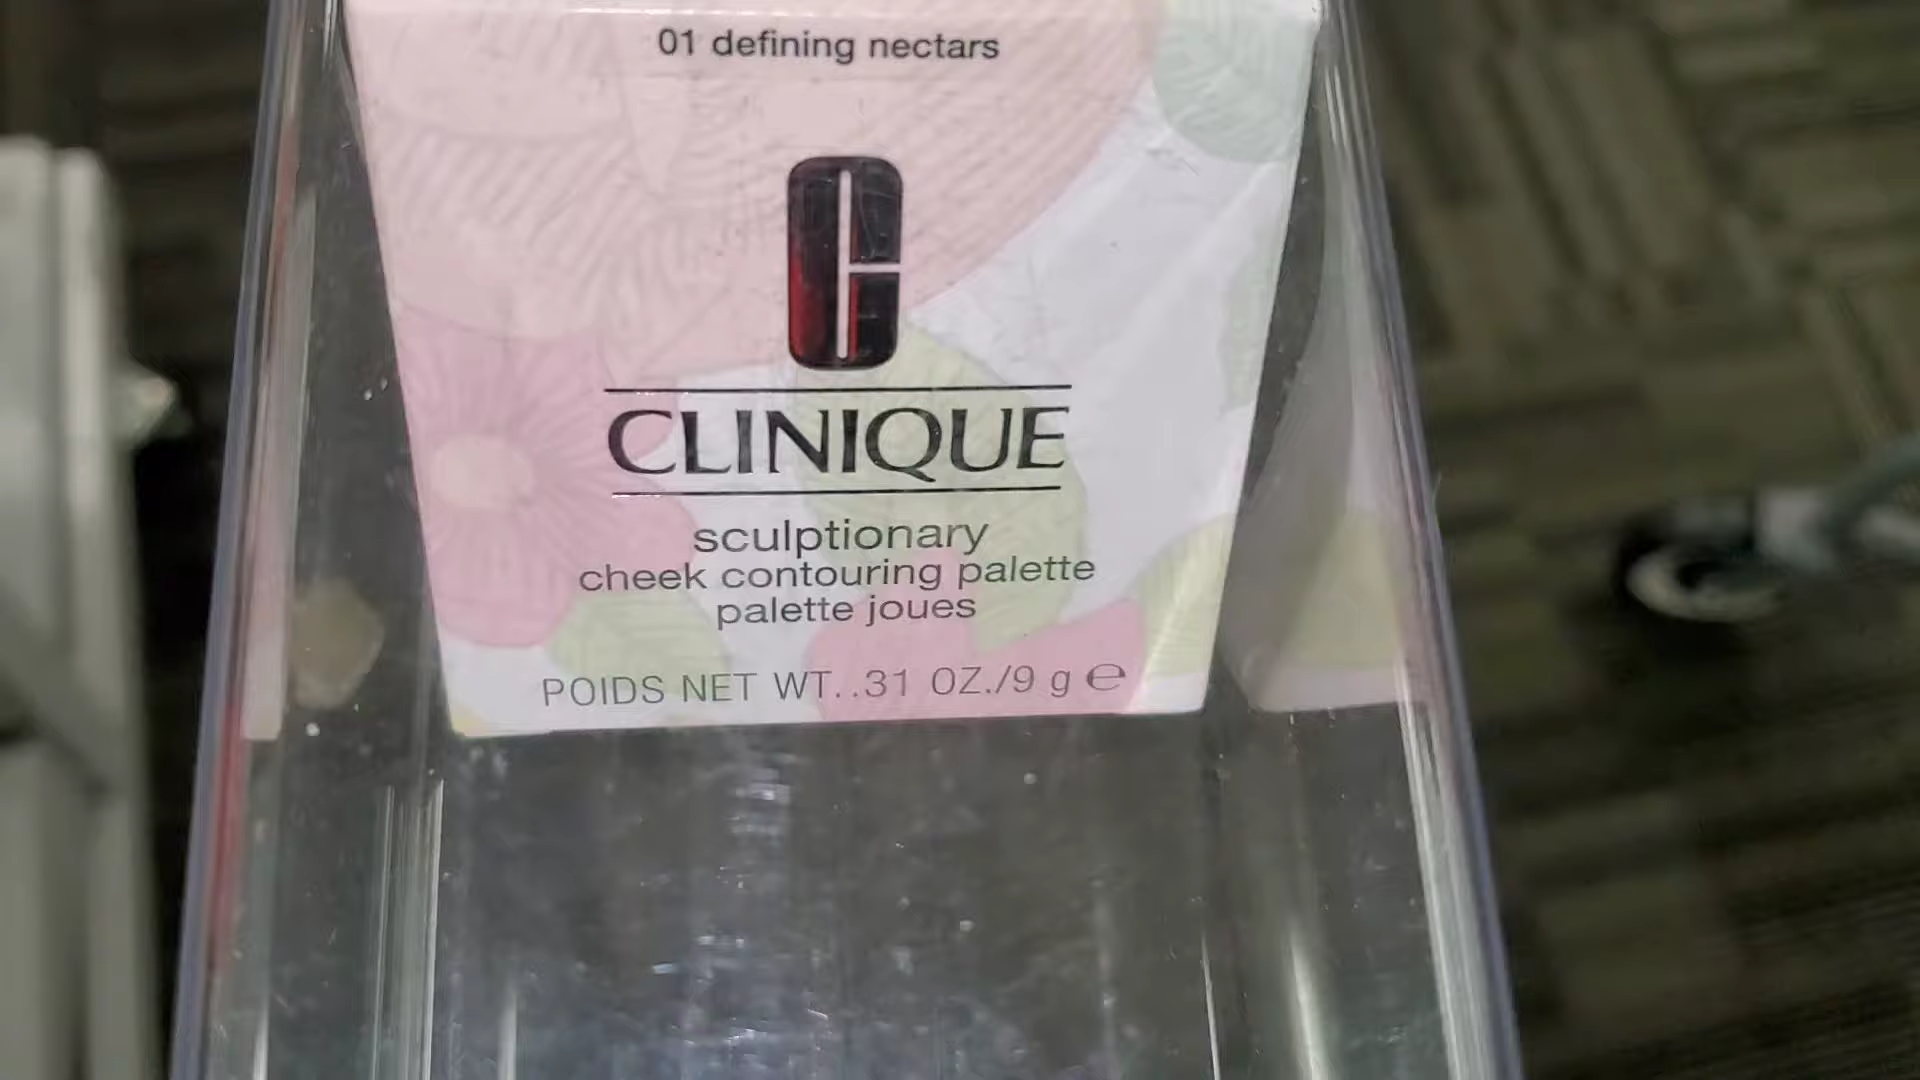 01 defining nectars
C
CLINIQUE
sculptionary
cheek contouring palette
palette joues
POIDS NET WT..31 OZ./9 g ℮